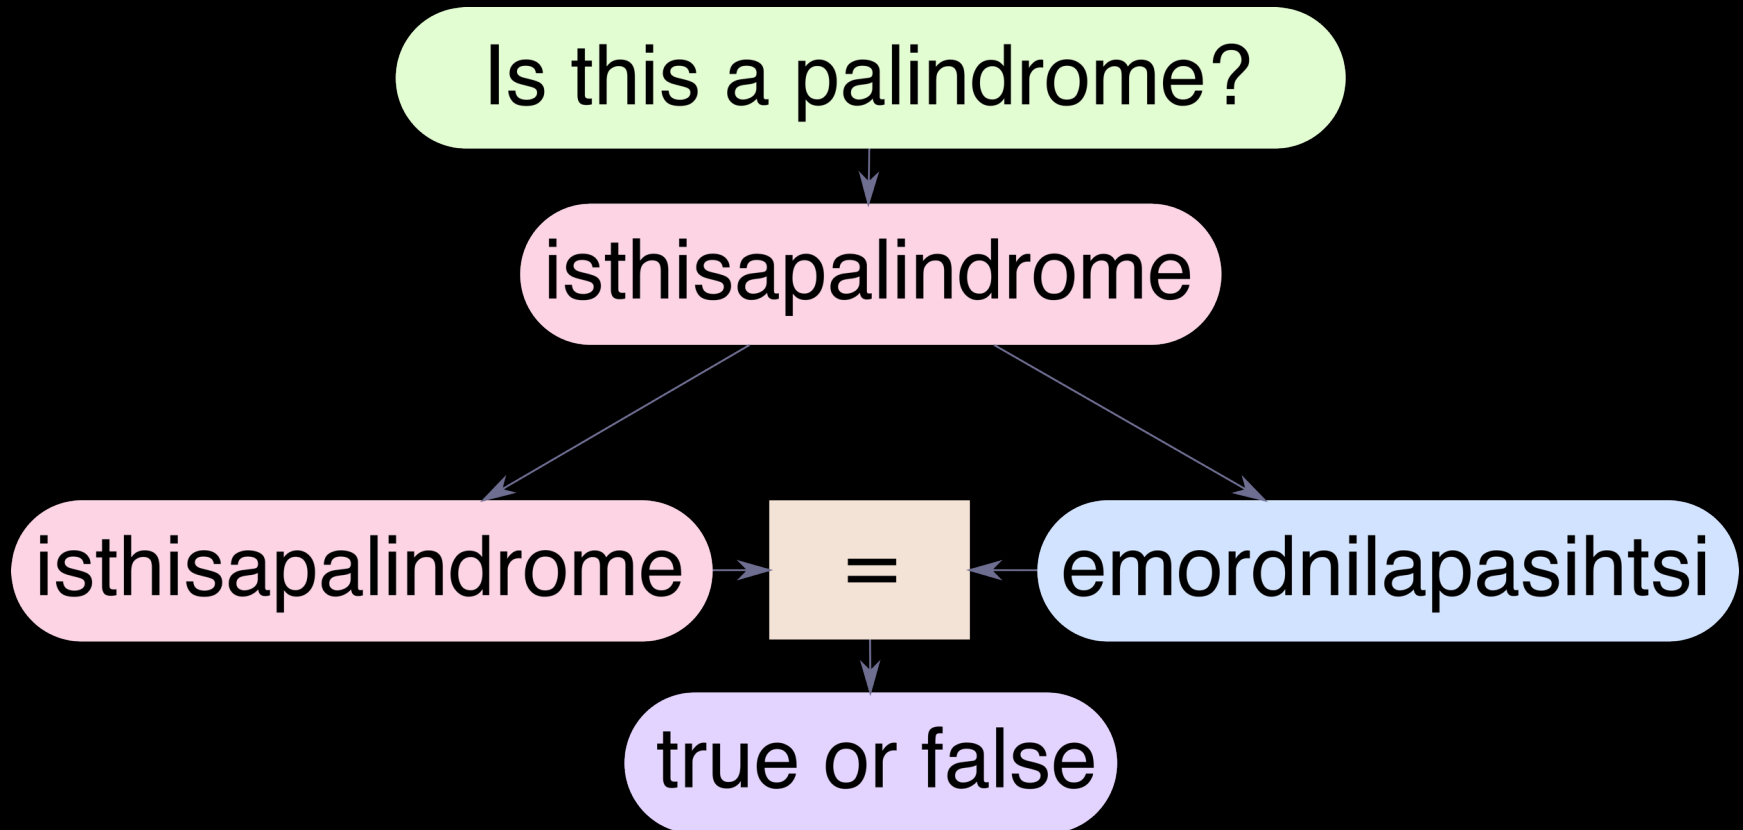 Is this a palindrome?
isthisapalindrome
isthisapalindrome
=
emordnilapasihtsi
true or false